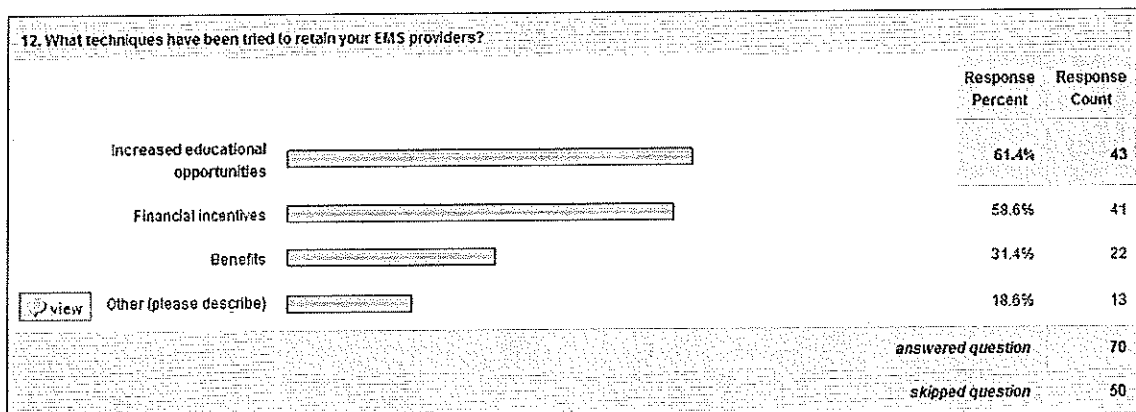 12. What techniques have been tried to retain your EMS providers?
Response Percent
Response Count
Increased educational opportunities
61.4%
43
Financial incentives
58.6%
41
Benefits
31.4%
22
view
Other (please describe)
18.6%
13
answered question
70
skipped question
50